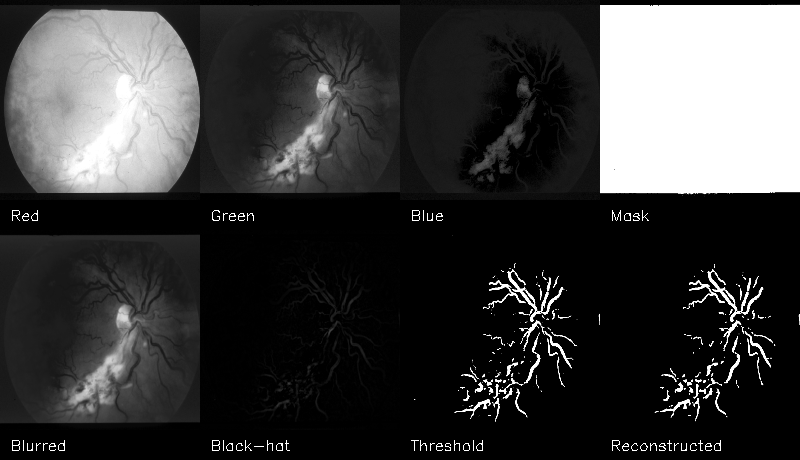 Red
Green
Blue
Mask
Blurred
Black-hat
Threshold
Reconstructed